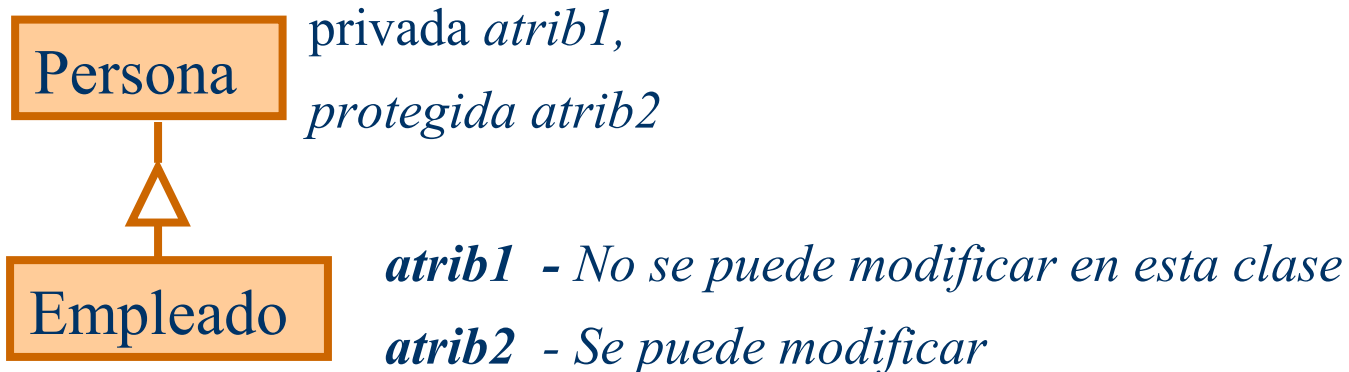 Persona
privada atrib1,
protegida atrib2
Empleado
atrib1 - No se puede modificar en esta clase
atrib2 - Se puede modificar